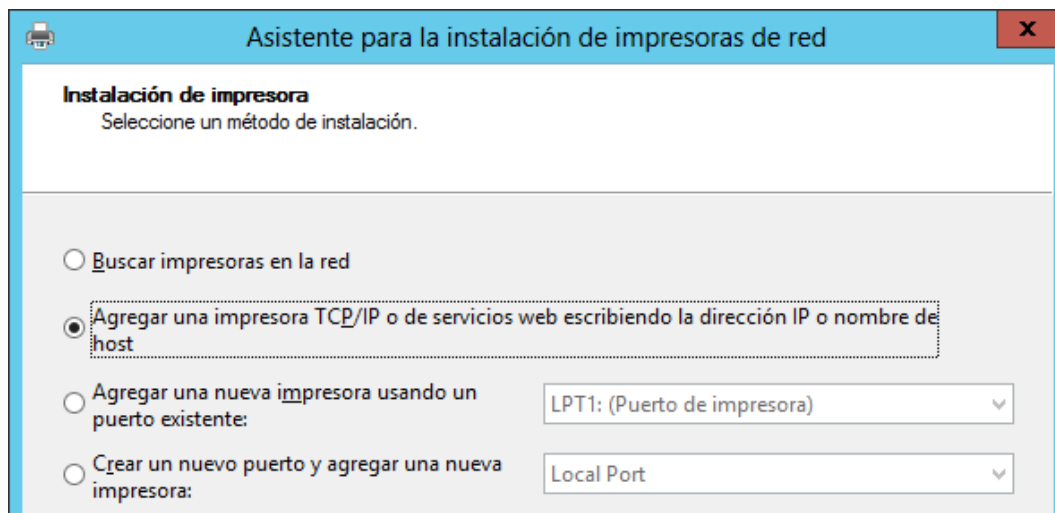 Asistente para la instalación de impresoras de red
x
Instalación de impresora
Seleccione un método de instalación.
Buscar impresoras en la red
Agregar una impresora TCP/IP o de servicios web escribiendo la dirección IP o nombre de
host
Agregar una nueva impresora usando un
puerto existente:
LPT1: (Puerto de impresora)
Crear un nuevo puerto y agregar una nueva
impresora:
Local Port